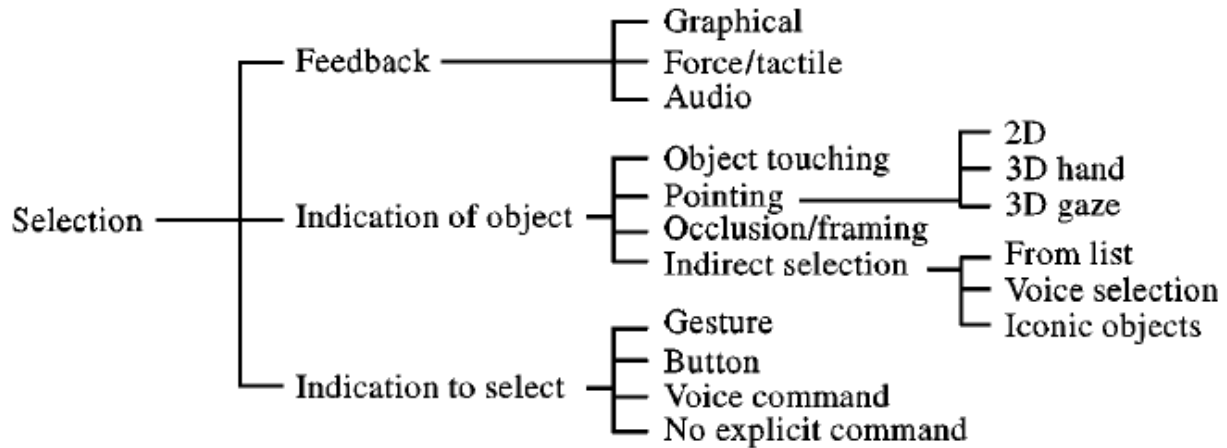 Selection
Feedback
Graphical
Force/tactile
Audio
Indication of object
Object touching
Pointing
2D
3D hand
3D gaze
Occlusion/framing
Indirect selection
From list
Voice selection
Iconic objects
Indication to select
Gesture
Button
Voice command
No explicit command